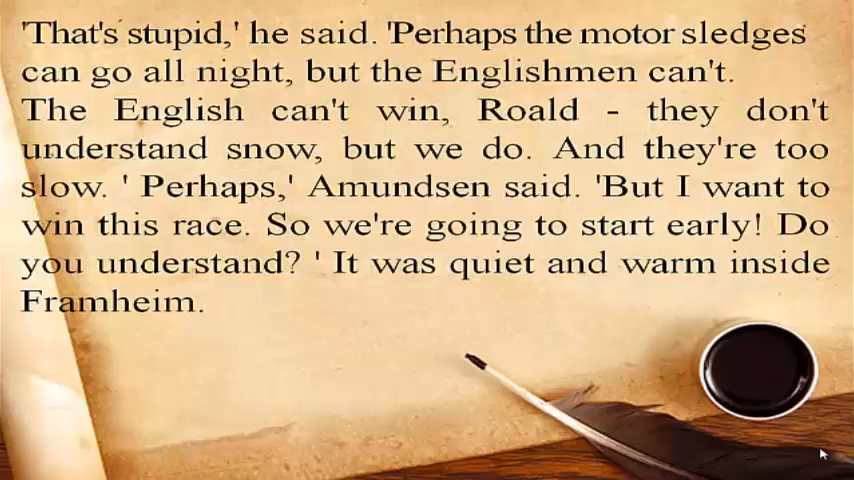 'That's stupid,' he said. 'Perhaps the motor sledges
can go all night, but the Englishmen can't.
The English can't win, Roald - they don't
understand snow, but we do. And they're too
slow. ' Perhaps,' Amundsen said. 'But I want to
win this race. So we're going to start early! Do
you understand? ' It was quiet and warm inside
Framheim.